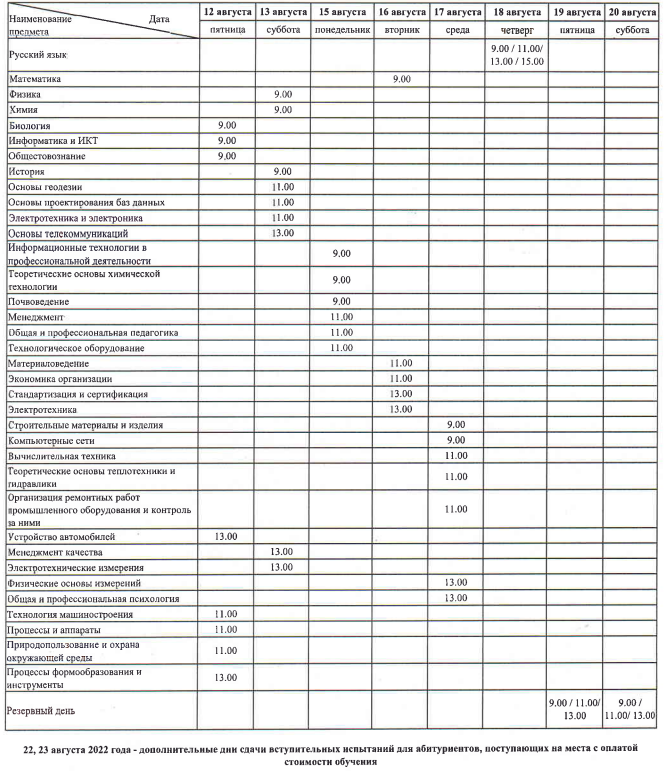 Наименование предмета Дата 12 августа 13 августа 15 августа 16 августа 17 августа 18 августа 19 августа 20 августа
пятница суббота понедельник вторник среда четверг пятница суббота
Русский язык 9.00 / 11.00/
13.00 / 15.00
Математика 9.00
Физика 9.00
Химия 9.00
Биология 9.00
Информатика и ИКТ 9.00
Обществознание 9.00
История 9.00
Основы геодезии 11.00
Основы проектирования баз данных 11.00
Электротехника и электроника 11.00
Основы телекоммуникаций 13.00
Информационные технологии в
профессиональной деятельности 9.00
Теоретические основы химической
технологии 9.00
Почвоведение 9.00
Менеджмент 11.00
Общая и профессиональная педагогика 11.00
Технологическое оборудование 11.00
Материаловедение 11.00
Экономика организации 11.00
Стандартизация и сертификация 13.00
Электротехника 13.00
Строительные материалы и изделия 9.00
Компьютерные сети 9.00
Вычислительная техника 11.00
Теоретические основы теплотехники и
гидравлики 11.00
Организация ремонтных работ
промышленного оборудования и контроль
за ними 11.00
Устройство автомобилей 13.00
Менеджмент качества 13.00
Электротехнические измерения 13.00
Физические основы измерений 13.00
Общая и профессиональная психология 13.00
Технология машиностроения 11.00
Процессы и аппараты 11.00
Природопользование и охрана
окружающей среды 11.00
Процессы формообразования и
инструменты 13.00
Резервный день 9.00 / 11.00/ 9.00 /
13.00 11.00/ 13.00
22, 23 августа 2022 года - дополнительные дни сдачи вступительных испытаний для абитуриентов, поступающих на места с оплатой
стоимости обучения